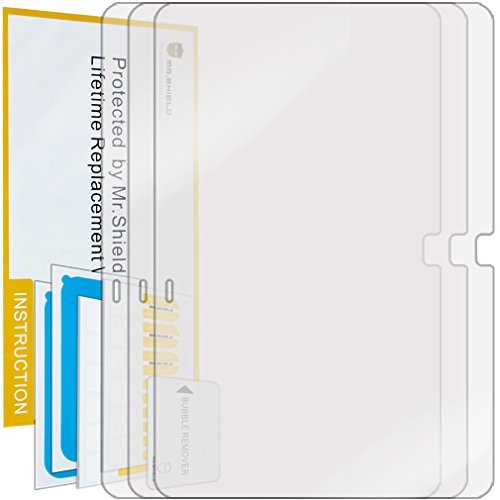 MR.SHIELD
Protected by Mr.Shield
Lifetime Replacement W
INSTRUCTION
BUBBLE REMOVER